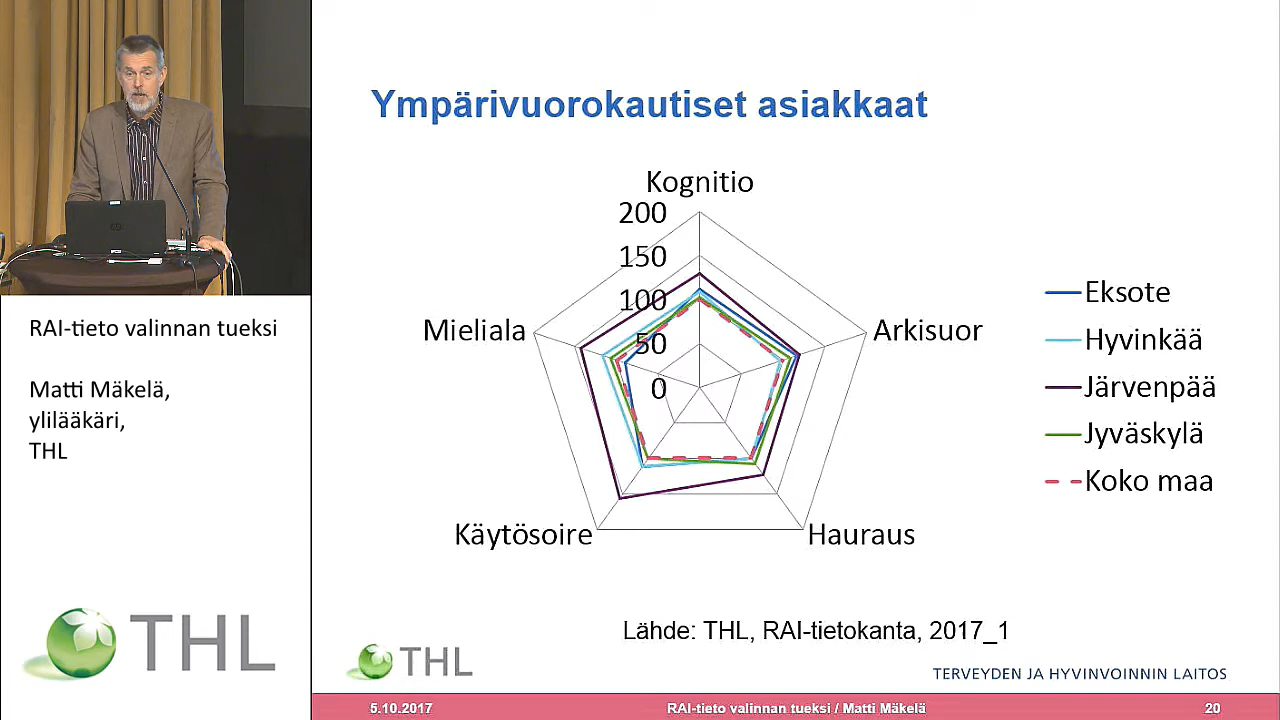 RAI-tieto valinnan tueksi
Matti Mäkelä,
ylilääkäri,
THL
THL
Ympärivuorokautiset asiakkaat
Kognitio
200
150
100
50
0
Mieliala
Arkisuor
Käytösoire
Hauraus
Eksote
Hyvinkää
Järvenpää
Jyväskylä
Koko maa
Lähde: THL, RAI-tietokanta, 2017_1
THL
TERVEYDEN JA HYVINVOINNIN LAITOS
5.10.2017
RAI-tieto valinnan tueksi / Matti Mäkelä
20